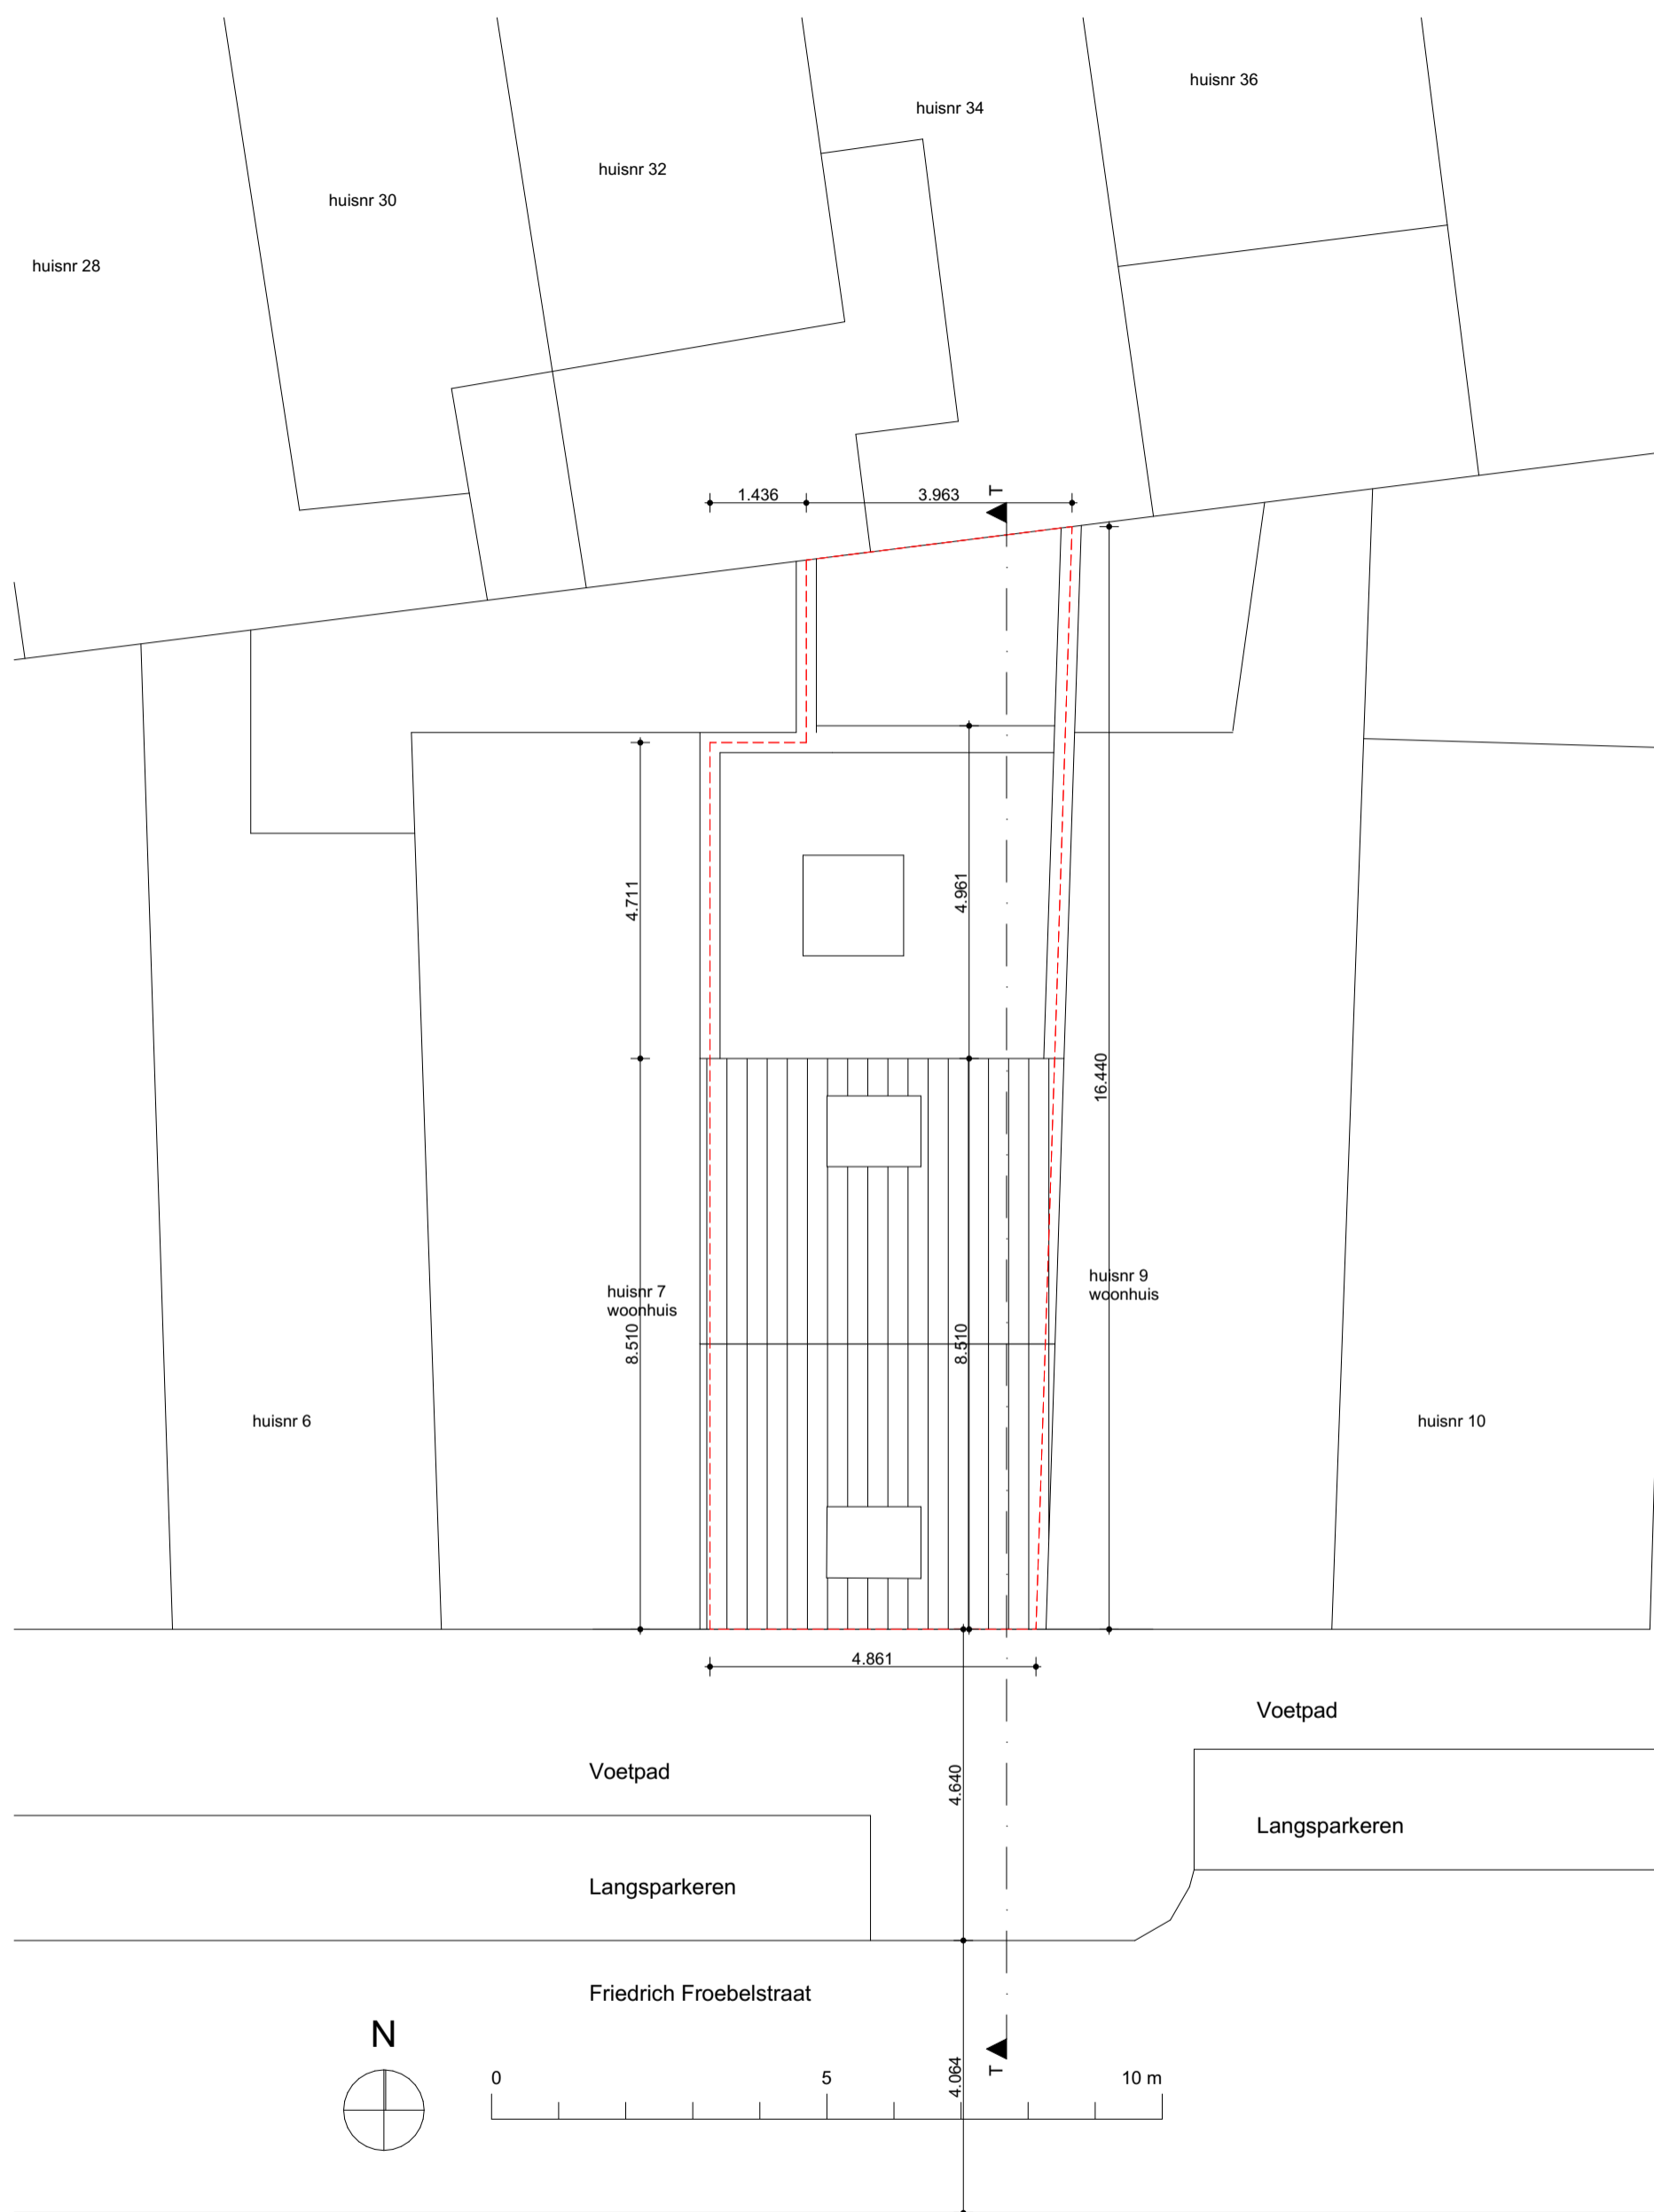 huisnr 36
huisnr 34
huisnr 32
huisnr 30
huisnr 28
1.436
3.963
T
4.711
4.961
16.440
huisnr 7
woonhuis
huisnr 9
woonhuis
8.510
8.510
huisnr 6
huisnr 10
4.861
Voetpad
Voetpad
4.640
Langsparkeren
Langsparkeren
Friedrich Froebelstraat
N
T
4.064
0 5 10 m